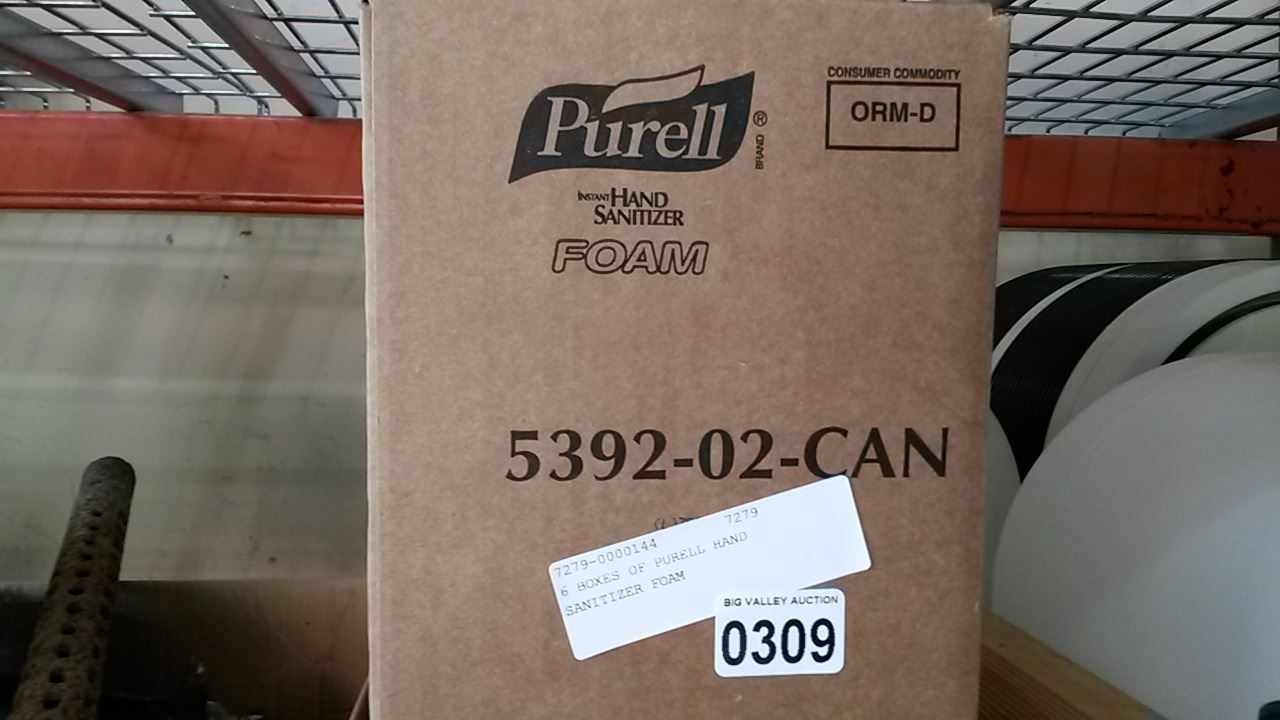 Purell ®
BRAND
INSTANT HAND
SANITIZER
FOAM
CONSUMER COMMODITY
ORM-D
5392-02-CAN
7279-0000144 7279
6 BOXES OF PURELL HAND
SANITIZER FOAM
BIG VALLEY AUCTION
0309